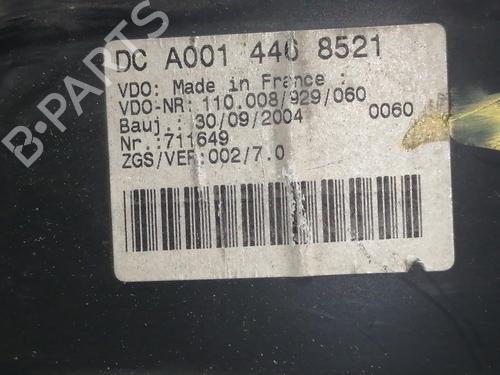 DC A001 446 8521
VDO: Made in France :
VDO-NR: 110.008/929/060
Bauj.: 30/09/2004 0060
Nr.:711649
ZGS/VER:002/7.0
B-PARTS